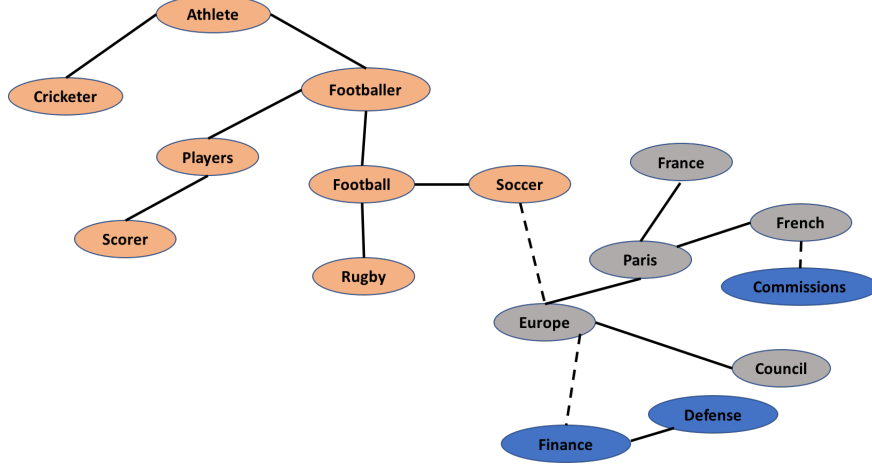 Athlete
Cricketer
Footballer
Players
France
Football
Soccer
French
Scorer
Paris
Rugby
Commissions
Europe
Council
Defense
Finance